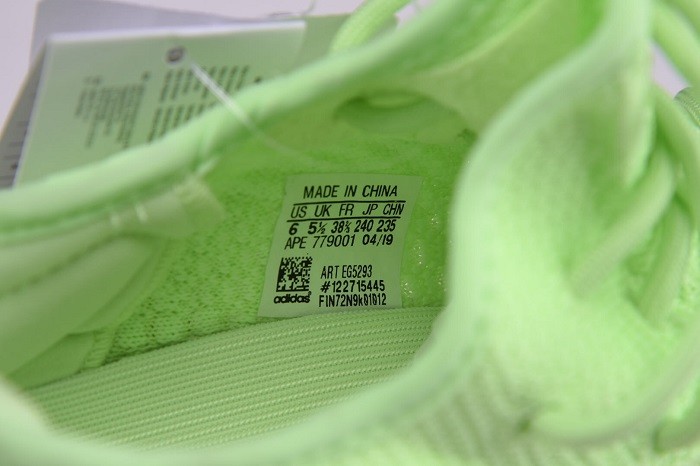 MADE IN CHINA
US UK FR JP CHN
6 5½ 38⅔ 240 235
APE 779001 04/19
ART EG5293
#122715445
adidas
FIN72N9k01012